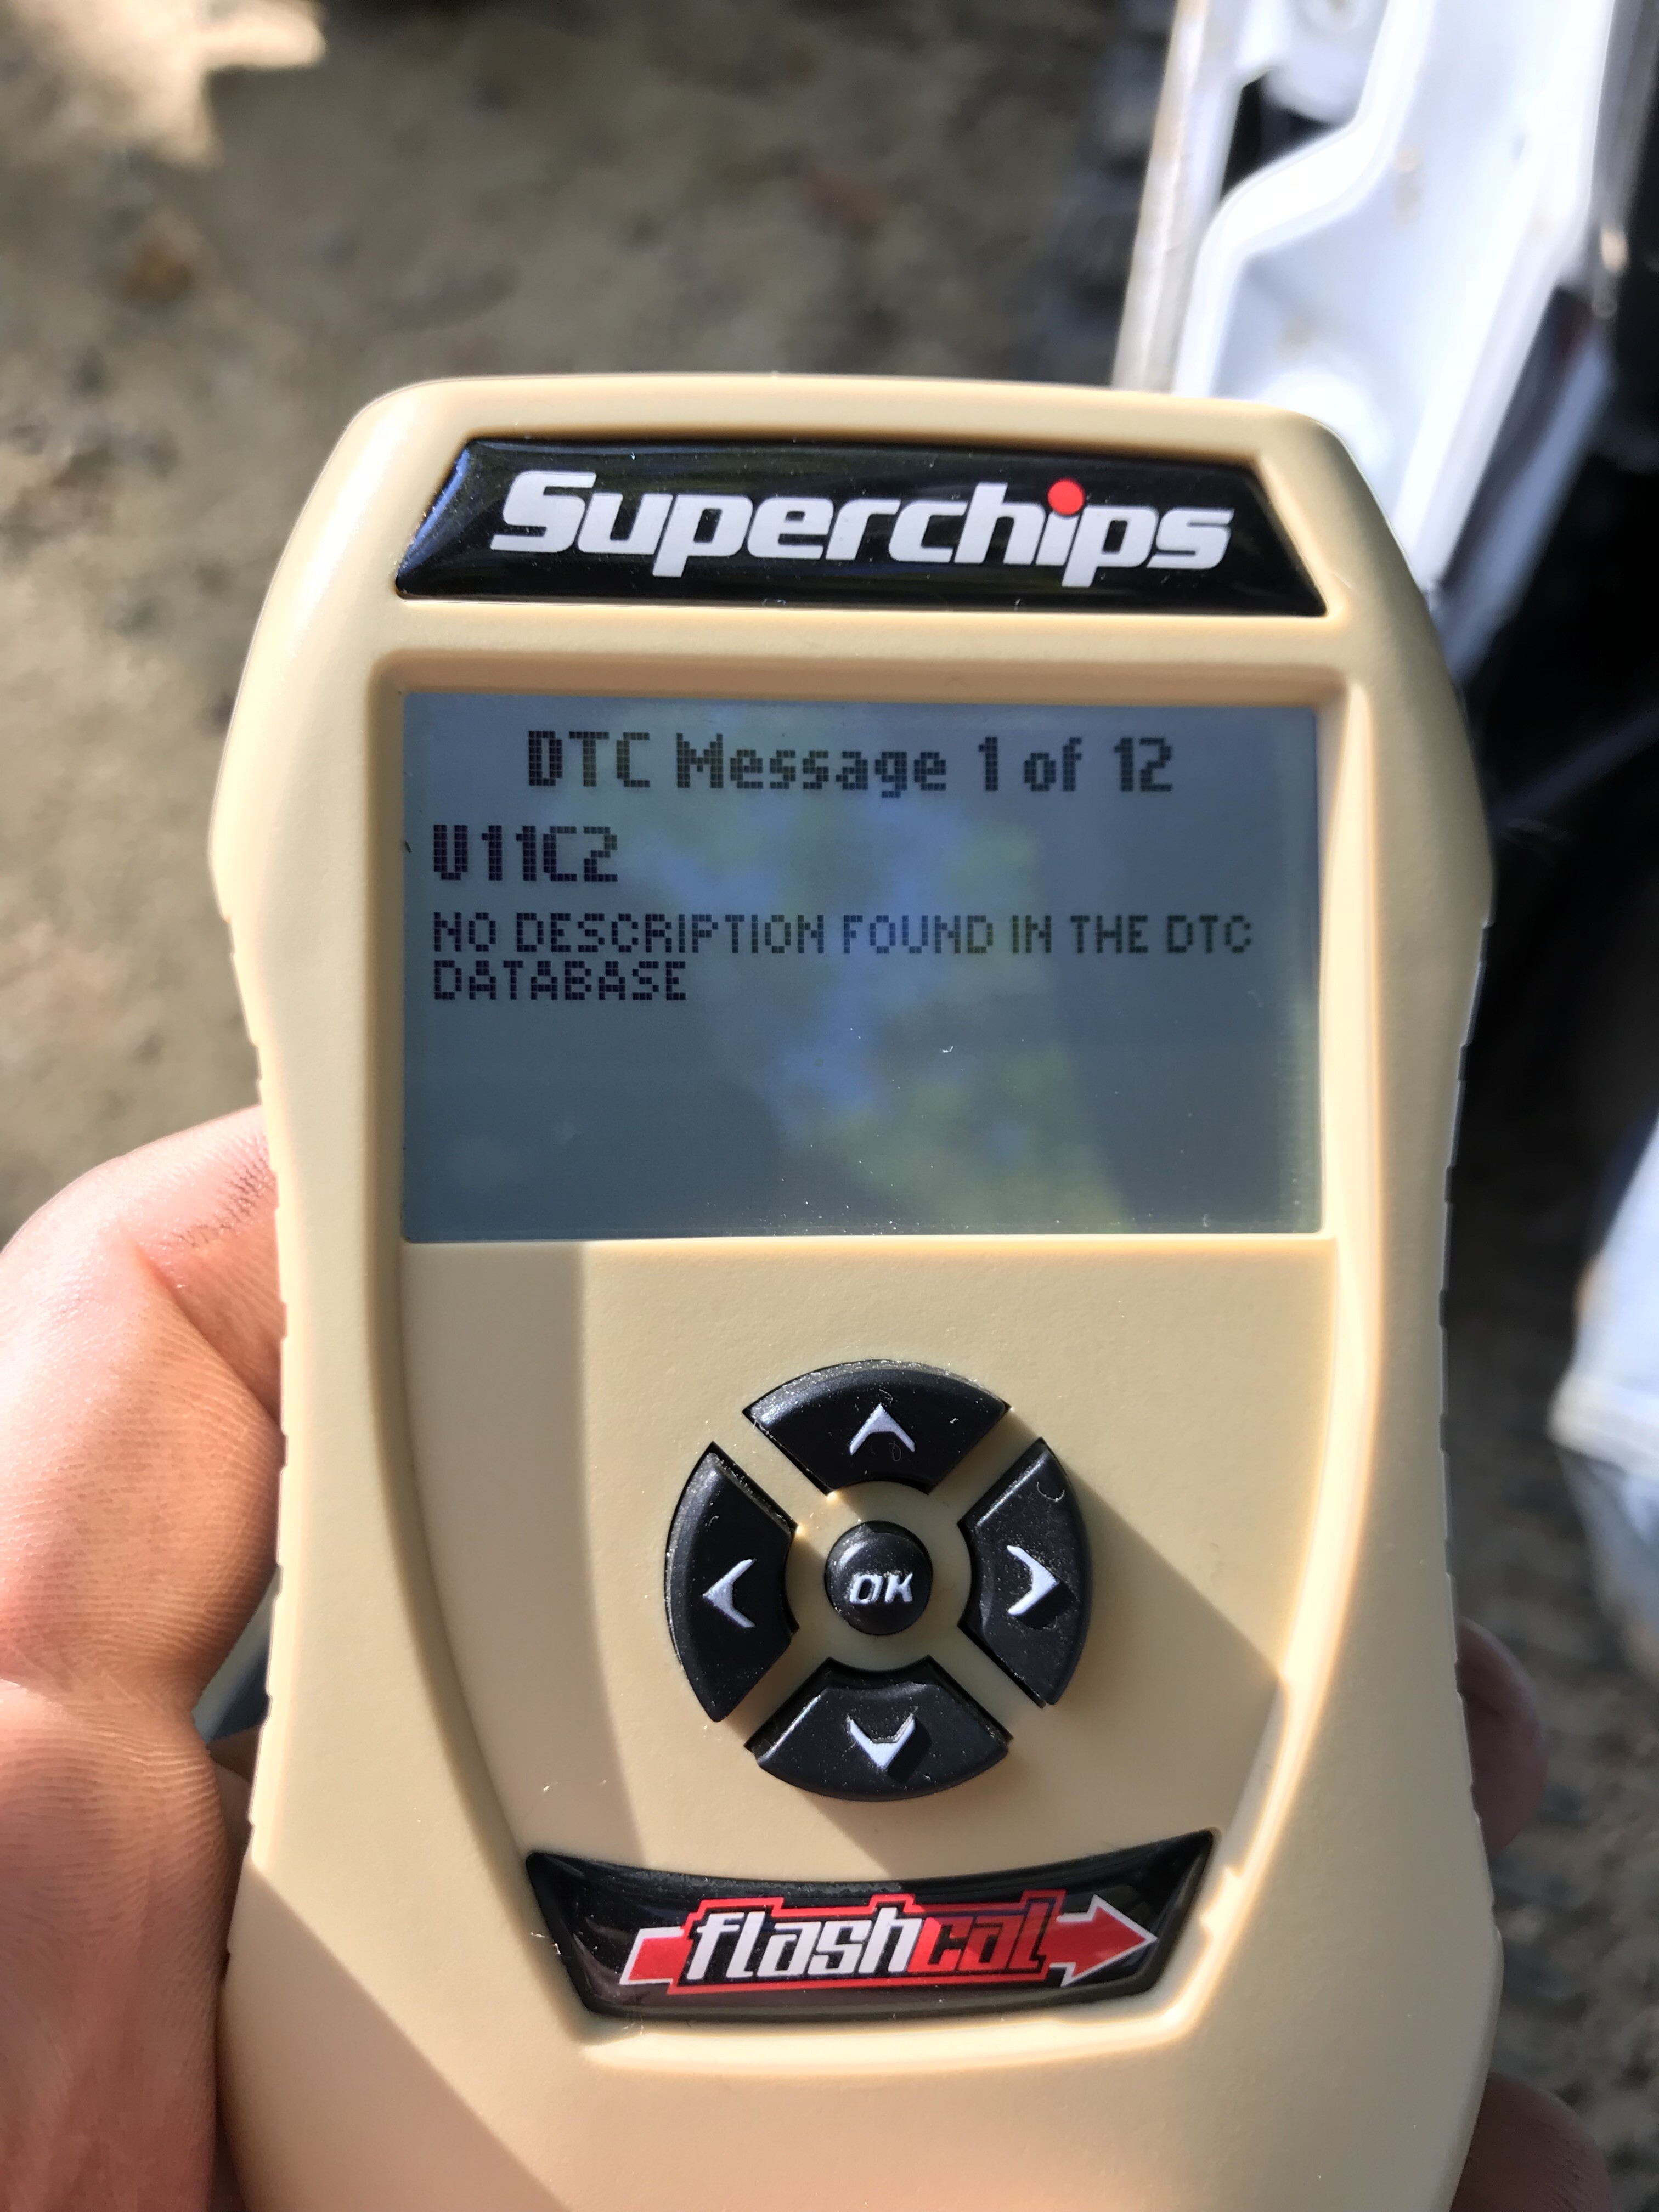 Superchips
DTC Message 1 of 12
U11C2
NO DESCRIPTION FOUND IN THE DTC
DATABASE
OK
flashcal